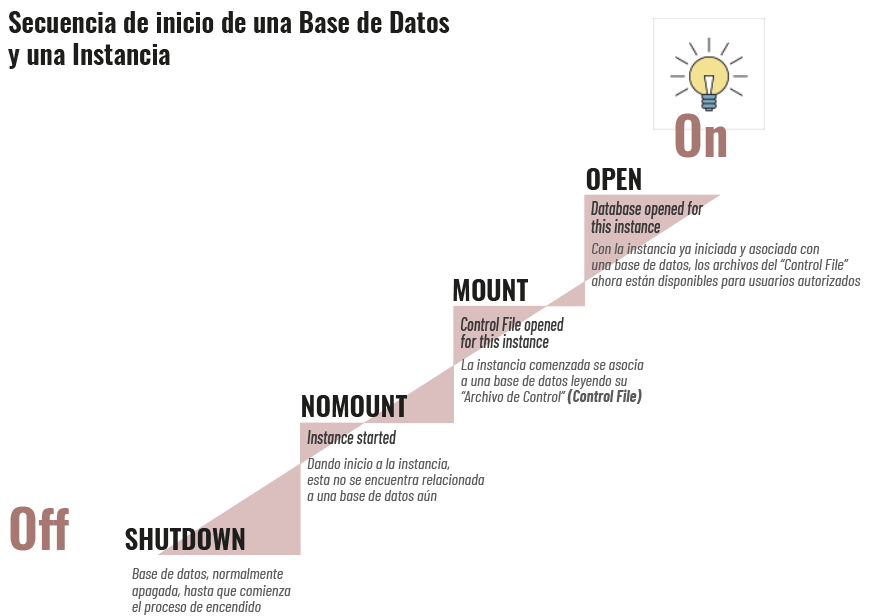 Secuencia de inicio de una Base de Datos
y una Instancia
On
OPEN
Database opened for
this instance
Con la instancia ya iniciada y asociada con
una base de datos, los archivos del “Control File”
ahora están disponibles para usuarios autorizados
MOUNT
Control File opened
for this instance
La instancia comenzada se asocia
a una base de datos leyendo su
“Archivo de Control” (Control File)
NOMOUNT
Instance started
Dando inicio a la instancia,
esta no se encuentra relacionada
a una base de datos aún
Off
SHUTDOWN
Base de datos, normalmente
apagada, hasta que comienza
el proceso de encendido